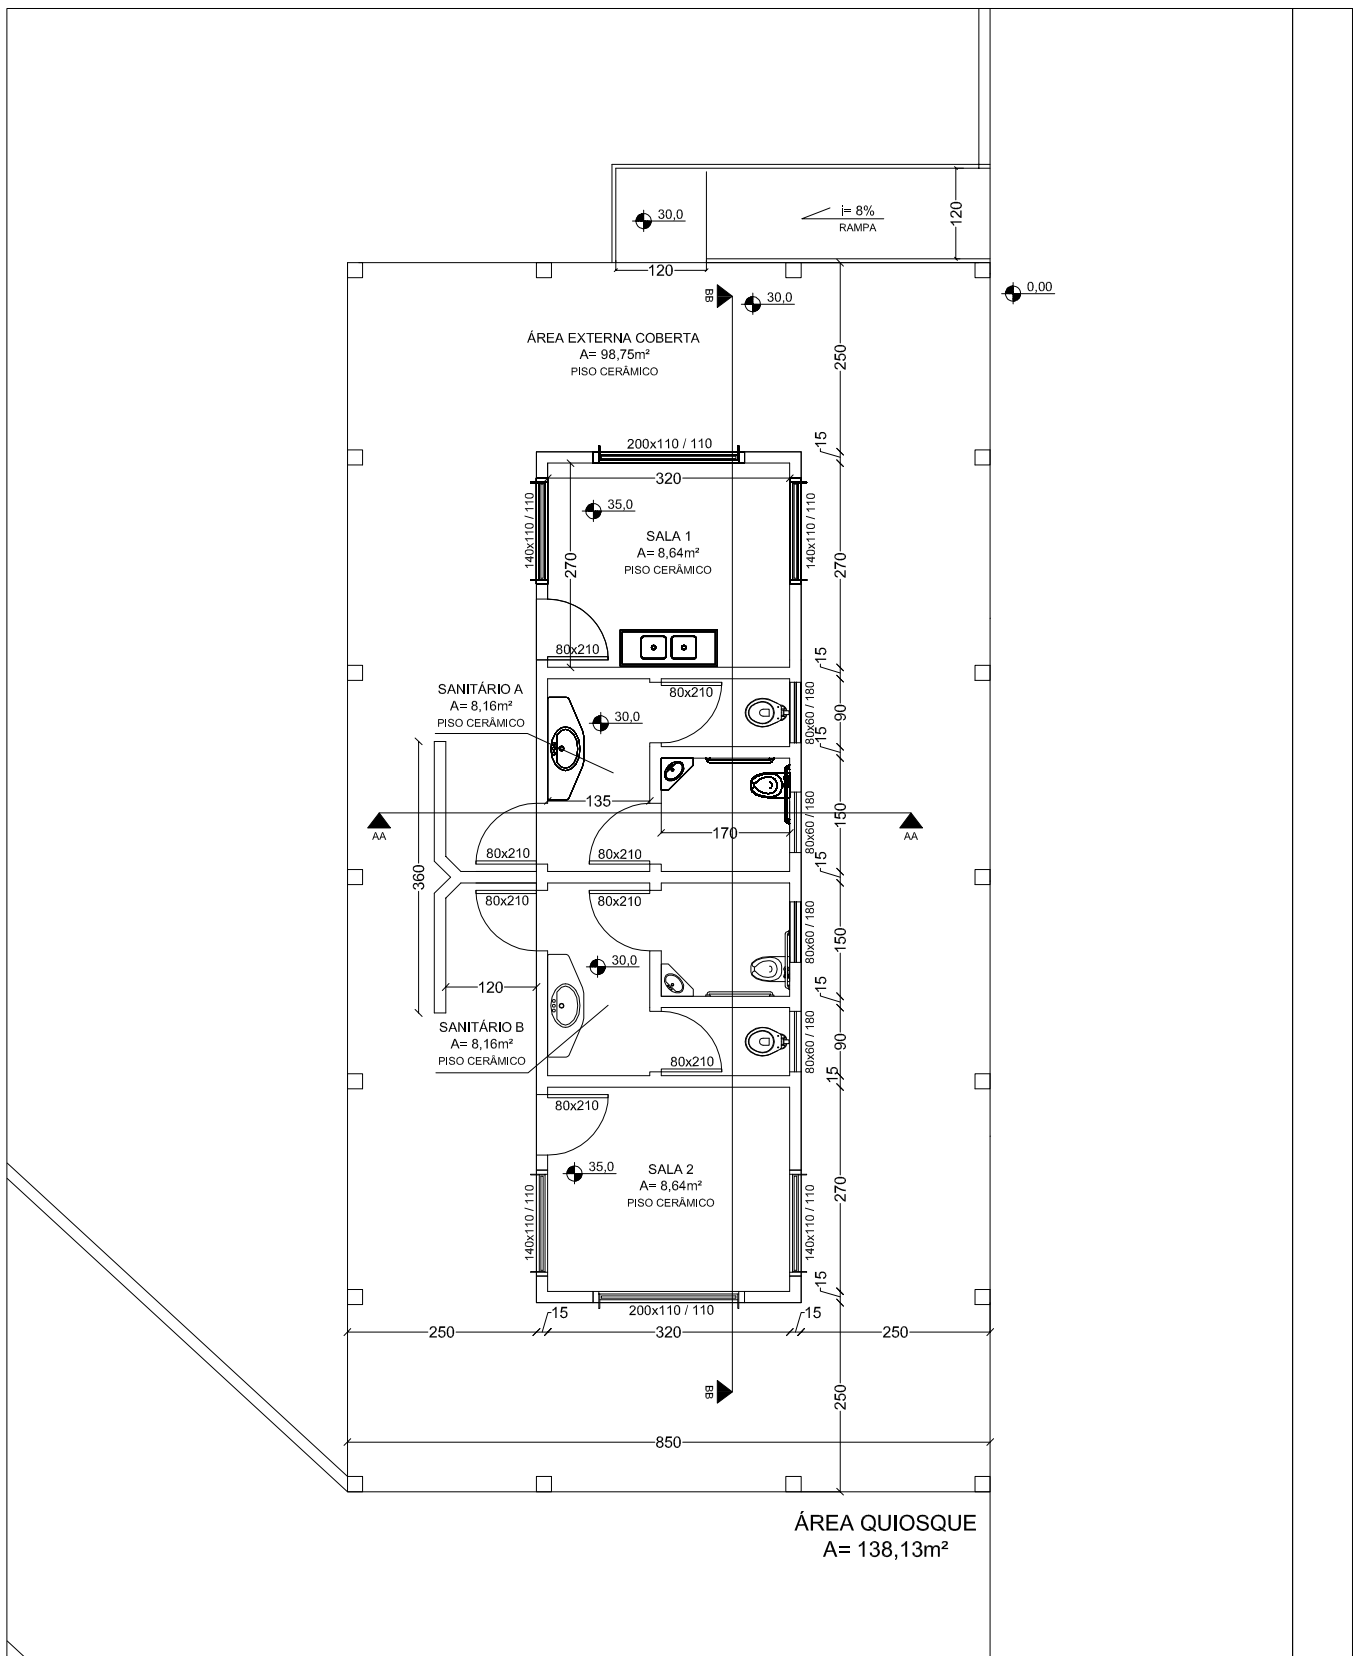 30,0
i= 8%
RAMPA
120
120
BB
30,0
0,00
ÁREA EXTERNA COBERTA
A= 98,75m²
PISO CERÂMICO
250
15
200x110 / 110
320
140x110 / 110
35,0
140x110 / 110
SALA 1
A= 8,64m²
PISO CERÂMICO
270
270
80x210
15
SANITÁRIO A
A= 8,16m²
PISO CERÂMICO
80x210
80x60 / 180
90
30,0
15
135
170
80x60 / 180
150
AA
AA
80x210
80x210
15
360
80x210
80x210
80x60 / 180
150
30,0
120
15
SANITÁRIO B
A= 8,16m²
PISO CERÂMICO
80x210
80x60 / 180
90
15
80x210
35,0
SALA 2
A= 8,64m²
PISO CERÂMICO
140x110 / 110
140x110 / 110
270
15
200x110 / 110
15
15
250
320
250
BB
250
850
ÁREA QUIOSQUE
A= 138,13m²